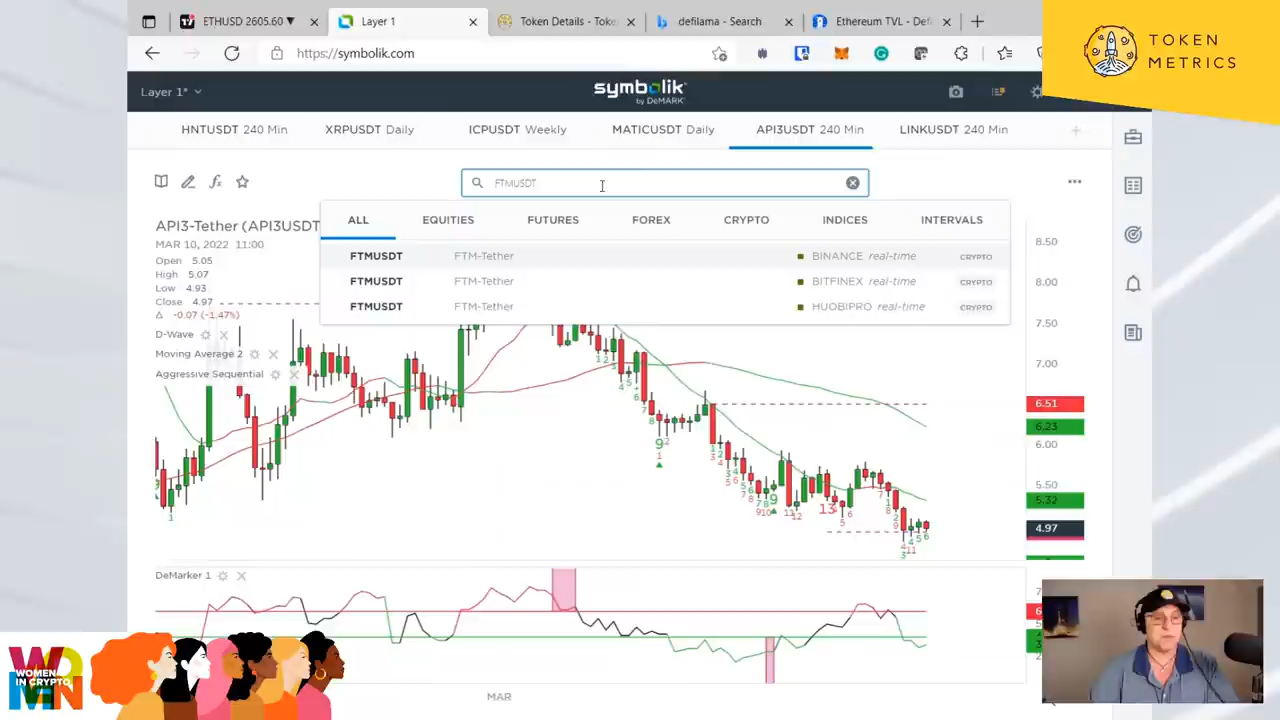 ETHUSD 2605.60 ▼
Layer 1
Token Details - Toke
defilama - Search
Ethereum TVL - Def
https://symbolik.com
TOKEN
METRICS
Layer 1*
symbolik
by DeMARK
HNTUSDT 240 Min
XRPUSDT Daily
ICPUSDT Weekly
MATICUSDT Daily
API3USDT 240 Min
LINKUSDT 240 Min
FTMUSDT
ALL
EQUITIES
FUTURES
FOREX
CRYPTO
INDICES
INTERVALS
FTMUSDT FTM-Tether BINANCE real-time CRYPTO
FTMUSDT FTM-Tether BITFINEX real-time CRYPTO
FTMUSDT FTM-Tether HUOBIPRO real-time CRYPTO
API3-Tether (API3USDT
MAR 10, 2022 11:00
Open 5.05
High 5.07
Low 4.93
Close 4.97
Δ -0.07 (-1.47%)
D-Wave
Moving Average 2
Aggressive Sequential
8.50
8.00
7.50
7.00
6.51
6.23
6.00
5.50
5.32
4.97
DeMarker 1
MAR
WOMEN
WOMEN
IN CRYPTO